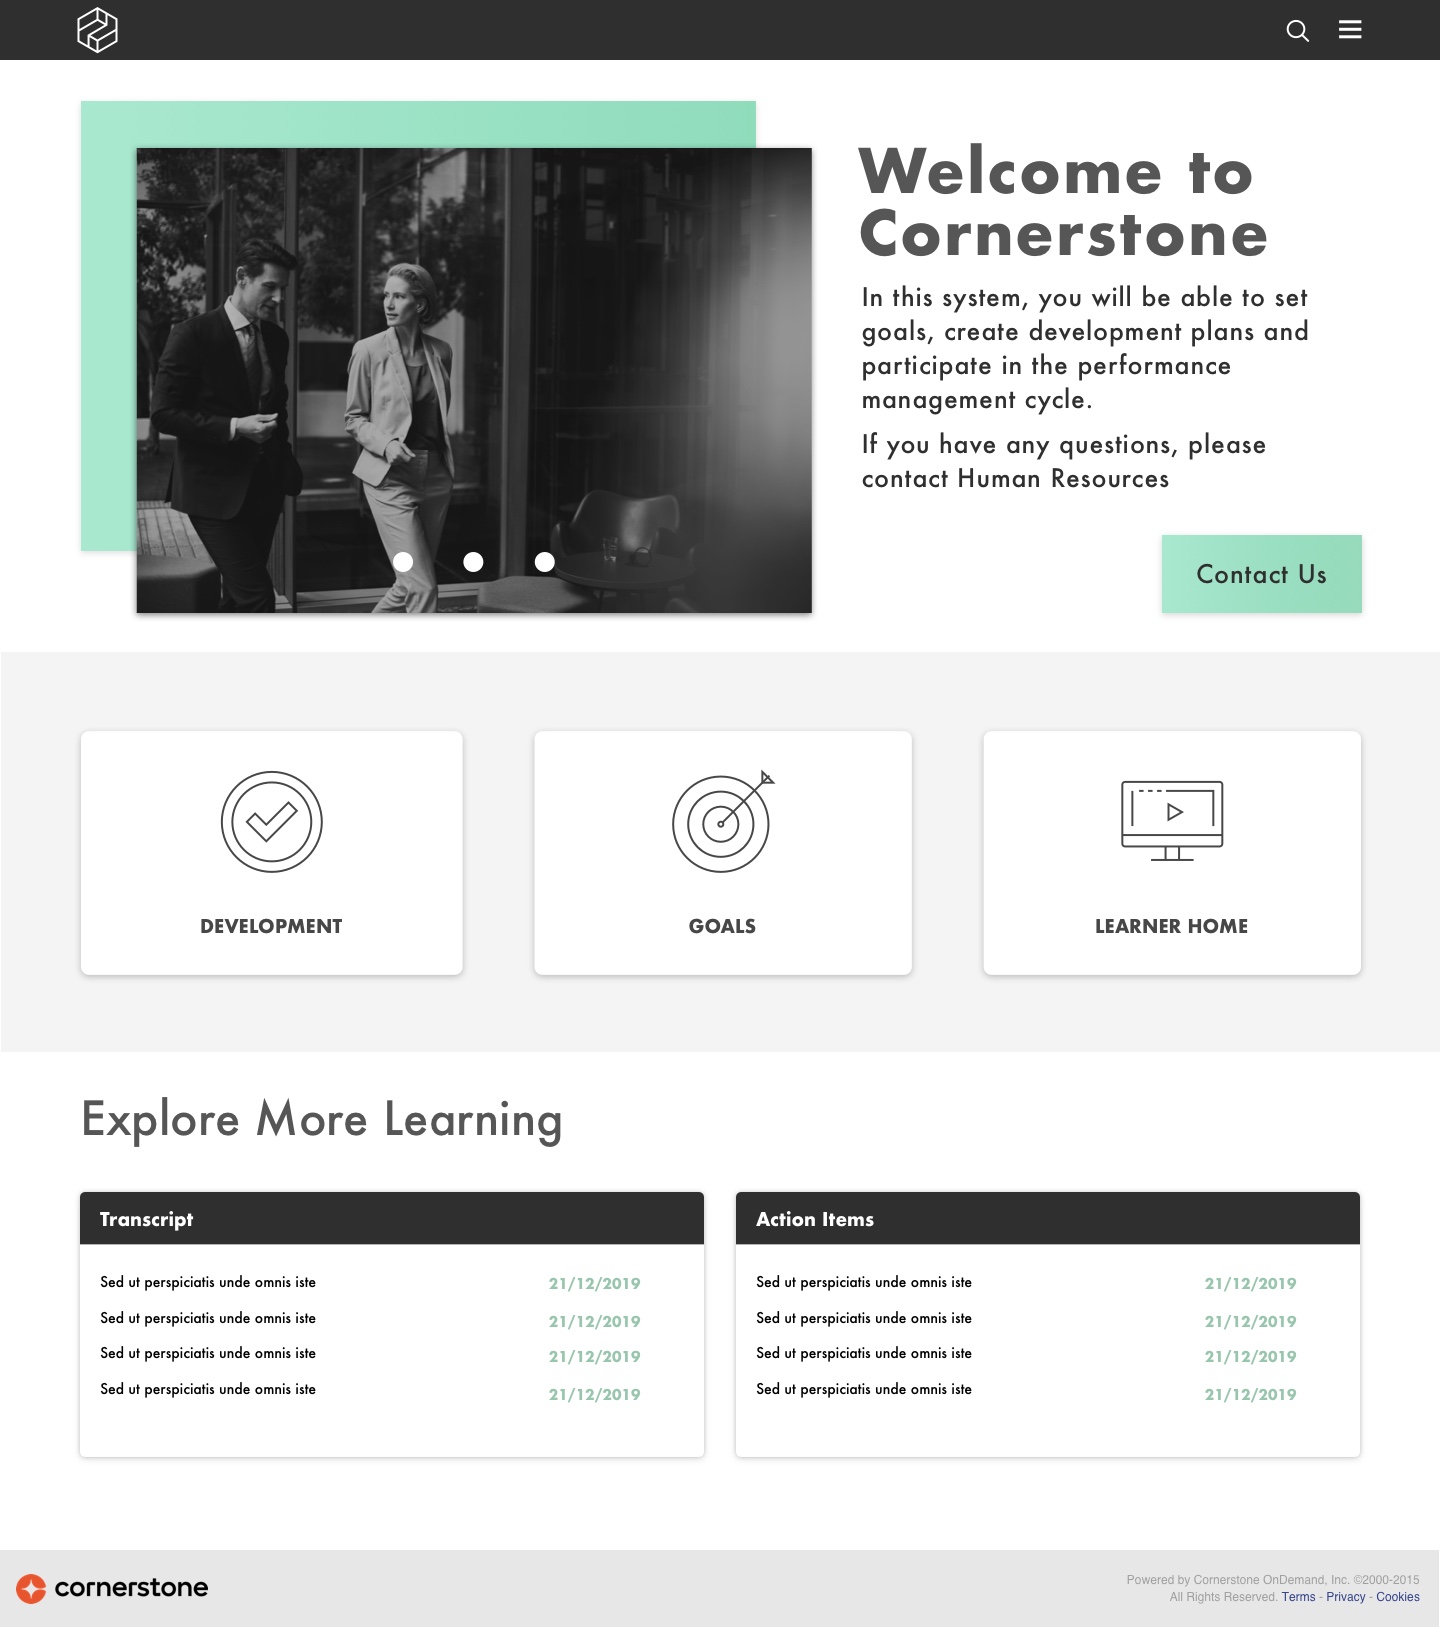 Welcome to
Cornerstone
In this system, you will be able to set
goals, create development plans and
participate in the performance
management cycle.
If you have any questions, please
contact Human Resources
Contact Us
DEVELOPMENT
GOALS
LEARNER HOME
Explore More Learning
Transcript
Sed ut perspiciatis unde omnis iste 21/12/2019
Sed ut perspiciatis unde omnis iste 21/12/2019
Sed ut perspiciatis unde omnis iste 21/12/2019
Sed ut perspiciatis unde omnis iste 21/12/2019
Action Items
Sed ut perspiciatis unde omnis iste 21/12/2019
Sed ut perspiciatis unde omnis iste 21/12/2019
Sed ut perspiciatis unde omnis iste 21/12/2019
Sed ut perspiciatis unde omnis iste 21/12/2019
cornerstone
Powered by Cornerstone OnDemand, Inc. ©2000-2015
All Rights Reserved. Terms - Privacy - Cookies